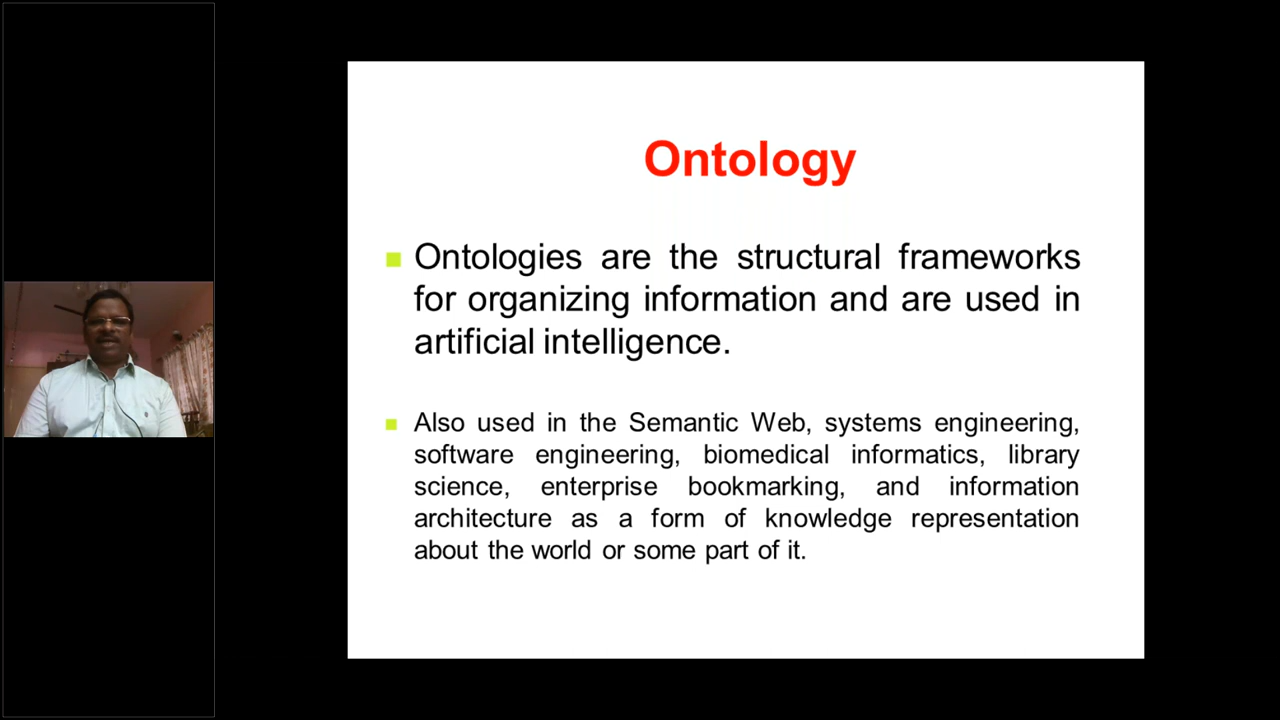 Ontology
Ontologies are the structural frameworks
for organizing information and are used in
artificial intelligence.
Also used in the Semantic Web, systems engineering,
software engineering, biomedical informatics, library
science, enterprise bookmarking, and information
architecture as a form of knowledge representation
about the world or some part of it.